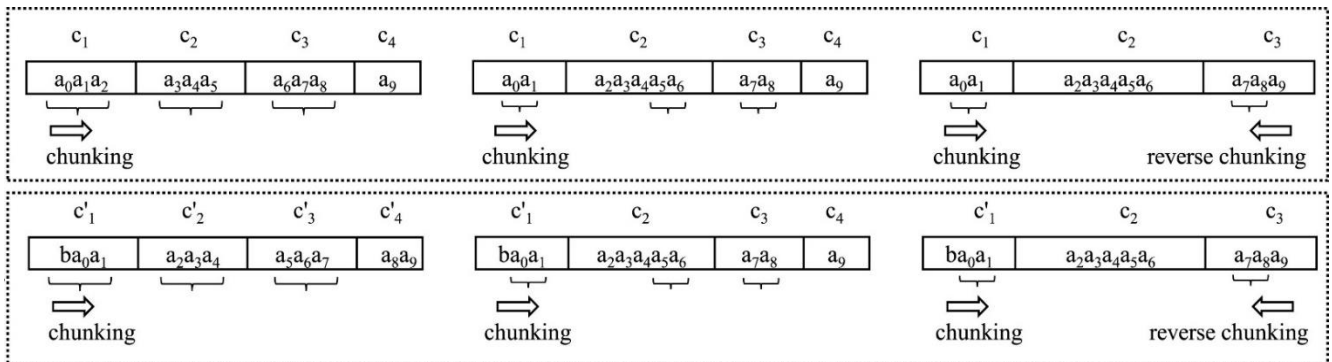 c₁ c₂ c₃ c₄ c₁ c₂ c₃ c₄ c₁ c₂ c₃
a₀a₁a₂ a₃a₄a₅ a₆a₇a₈ a₉ a₀a₁ a₂a₃a₄a₅a₆ a₇a₈ a₉ a₀a₁ a₂a₃a₄a₅a₆ a₇a₈a₉
chunking chunking chunking reverse chunking
c'₁ c'₂ c'₃ c'₄ c'₁ c₂ c₃ c₄ c'₁ c₂ c₃
ba₀a₁ a₂a₃a₄ a₅a₆a₇ a₈a₉ ba₀a₁ a₂a₃a₄a₅a₆ a₇a₈ a₉ ba₀a₁ a₂a₃a₄a₅a₆ a₇a₈a₉
chunking chunking chunking reverse chunking